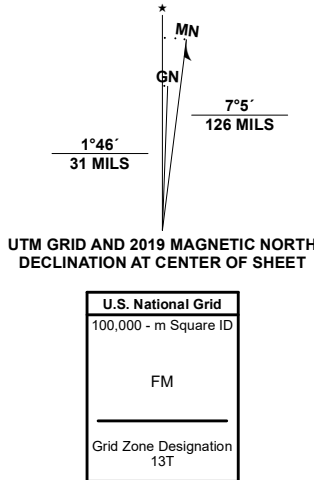 ★
MN
GN
7°5´
126 MILS
1°46´
31 MILS
UTM GRID AND 2019 MAGNETIC NORTH
DECLINATION AT CENTER OF SHEET
U.S. National Grid
100,000 - m Square ID
FM
Grid Zone Designation
13T